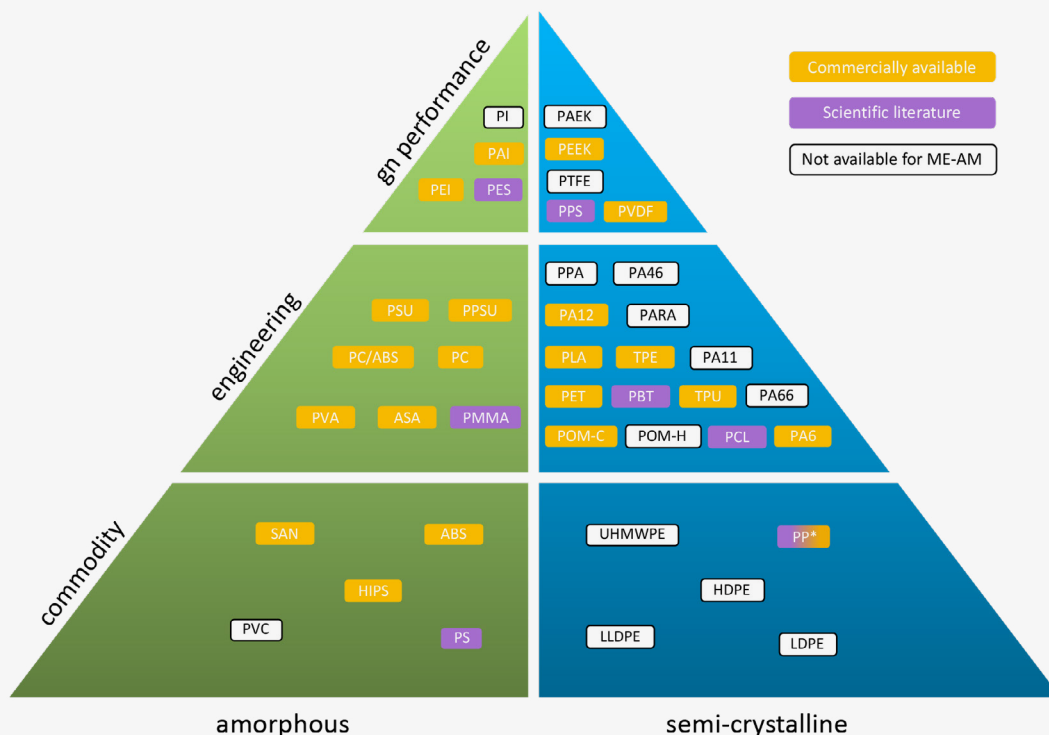 Commercially available
Scientific literature
Not available for ME-AM
gn performance
PI
PAI
PEI PES
PAEK
PEEK
PTFE
PPS PVDF
engineering
PSU PPSU
PC/ABS PC
PVA ASA PMMA
PPA PA46
PA12 PARA
PLA TPE PA11
PET PBT TPU PA66
POM-C POM-H PCL PA6
commodity
SAN ABS
HIPS
PVC PS
UHMWPE PP*
HDPE
LLDPE LDPE
amorphous semi-crystalline